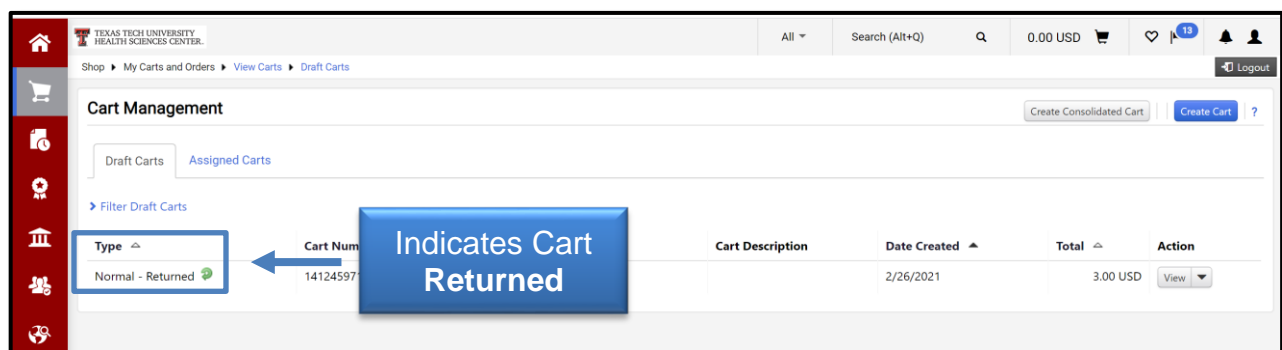 TEXAS TECH UNIVERSITY
HEALTH SCIENCES CENTER.
All Search (Alt+Q) 0.00 USD 13
Shop My Carts and Orders View Carts Draft Carts Logout
Cart Management Create Consolidated Cart Create Cart ?
Draft Carts Assigned Carts
Filter Draft Carts
Type Cart Num Cart Description Date Created Total Action
Normal - Returned 14124597 2/26/2021 3.00 USD View
Indicates Cart
Returned